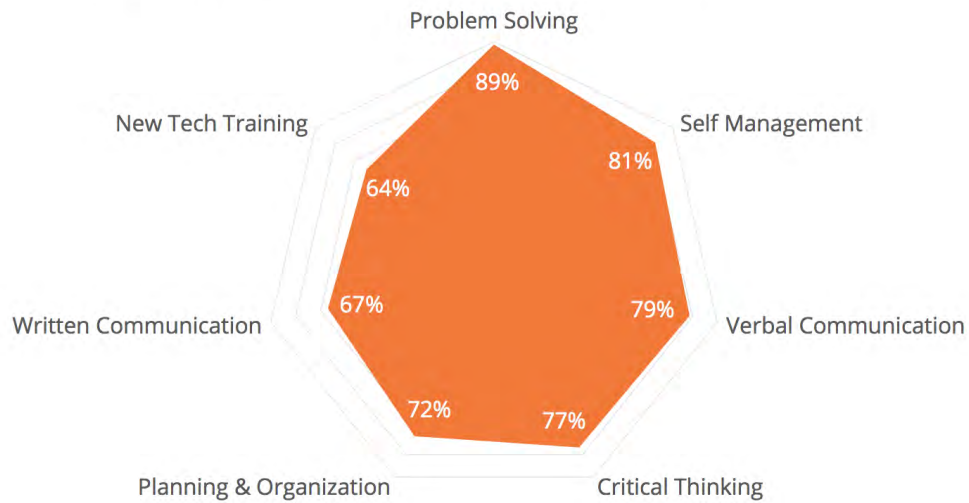 Problem Solving
89%
New Tech Training
Self Management
81%
64%
67%
79%
Written Communication
Verbal Communication
72%
77%
Planning & Organization
Critical Thinking